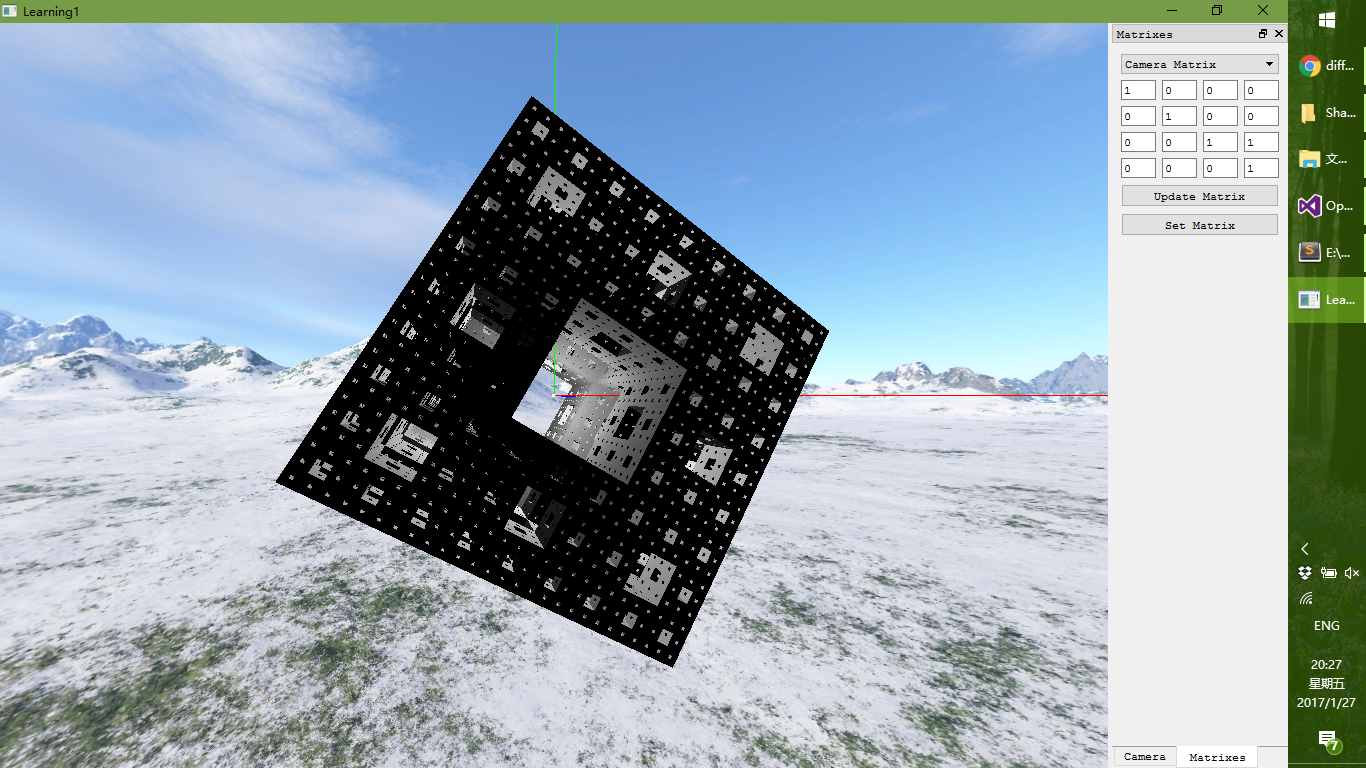 Learning1
Matrixes
Camera Matrix
1 0 0 0
0 1 0 0
0 0 1 1
0 0 0 1
Update Matrix
Set Matrix
Camera Matrixes
diff...
Sha...
文...
Op...
E:\...
Lea...
ENG
20:27
星期五
2017/1/27
7